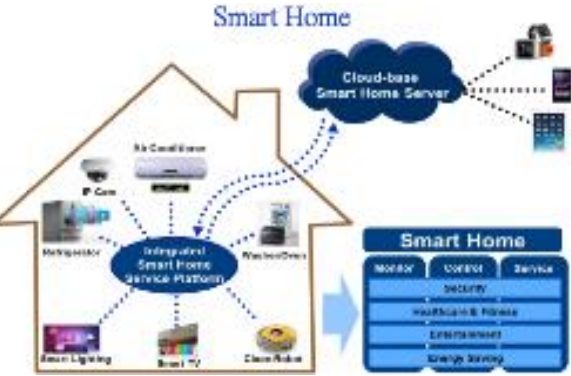 Smart Home
Cloud-base
Smart Home Server
Air Conditioner
IP Cam
Refrigerator
Integrated
Smart Home
Service Platform
Washer/Oven
Smart Lighting
Smart TV
Clean Robot
Smart Home
Monitor Control Service
Security
Healthcare & Fitness
Entertainment
Energy Saving